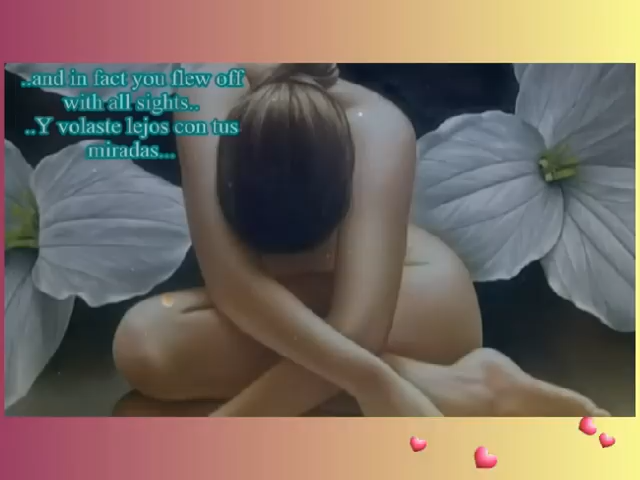 ..and in fact you flew off
with all sights..
..Y volaste lejos con tus
miradas...